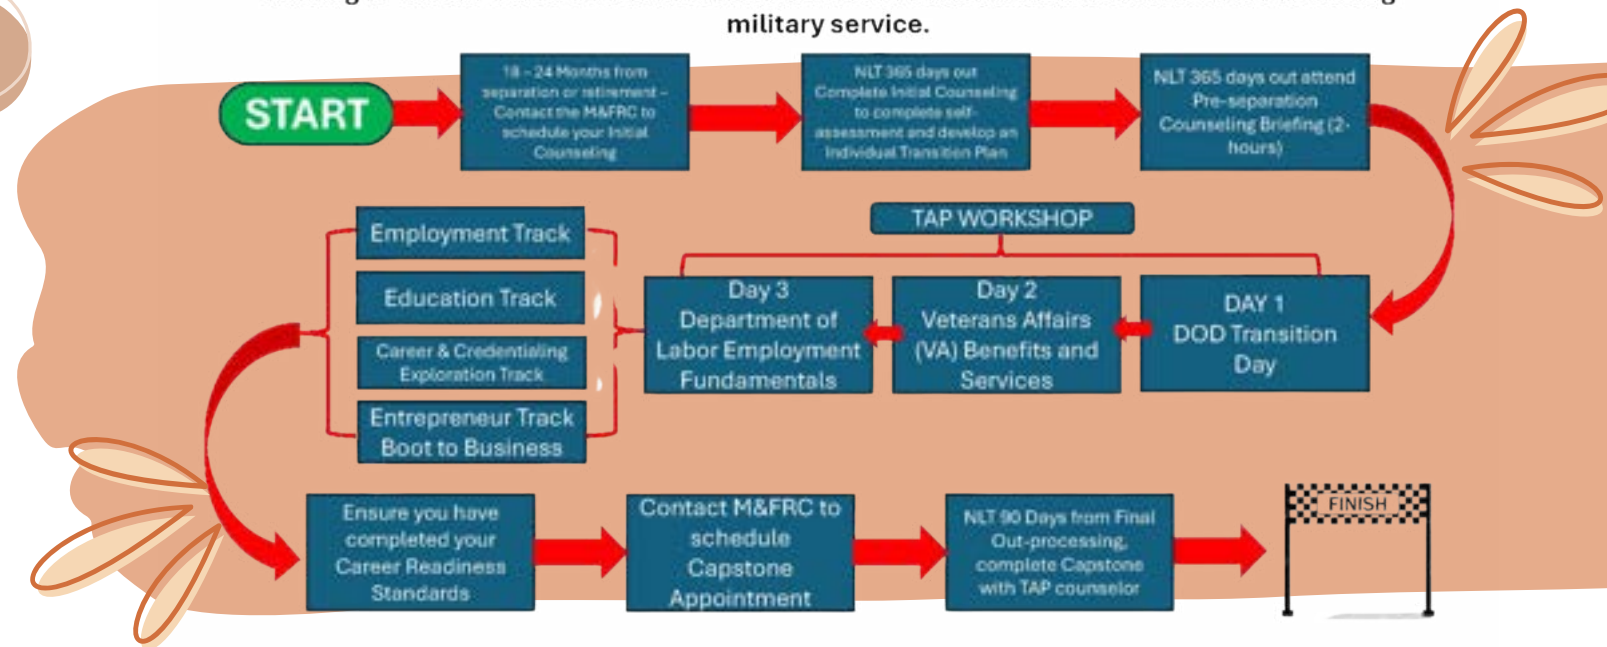 military service.
START
18 - 24 Months from
separation or retirement -
Contact the M&FRC to
schedule your Initial
Counseling
NLT 365 days out
Complete Initial Counseling
to complete self-
assessment and develop an
Individual Transition Plan
NLT 365 days out attend
Pre-separation
Counseling Briefing (2-
hours)
TAP WORKSHOP
DAY 1
DOD Transition
Day
Day 2
Veterans Affairs
(VA) Benefits and
Services
Day 3
Department of
Labor Employment
Fundamentals
Employment Track
Education Track
Career & Credentialing
Exploration Track
Entrepreneur Track
Boot to Business
Ensure you have
completed your
Career Readiness
Standards
Contact M&FRC to
schedule
Capstone
Appointment
NLT 90 Days from Final
Out-processing,
complete Capstone
with TAP counselor
FINISH